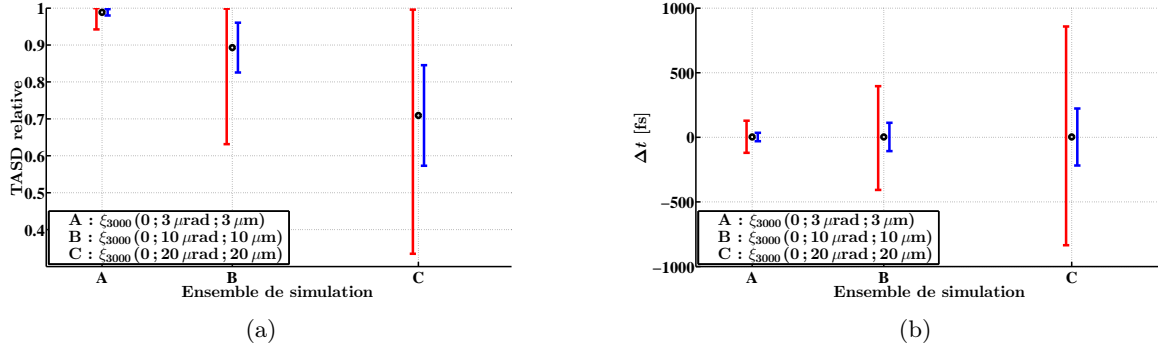 1
0.9
0.8
0.7
0.6
0.5
0.4
TASD relative
A : ξ3000(0 ; 3 μrad ; 3 μm)
B : ξ3000(0 ; 10 μrad ; 10 μm)
C : ξ3000(0 ; 20 μrad ; 20 μm)
A B C
Ensemble de simulation
(a)
1000
500
0
−500
−1000
Δt [fs]
A : ξ3000(0 ; 3 μrad ; 3 μm)
B : ξ3000(0 ; 10 μrad ; 10 μm)
C : ξ3000(0 ; 20 μrad ; 20 μm)
A B C
Ensemble de simulation
(b)